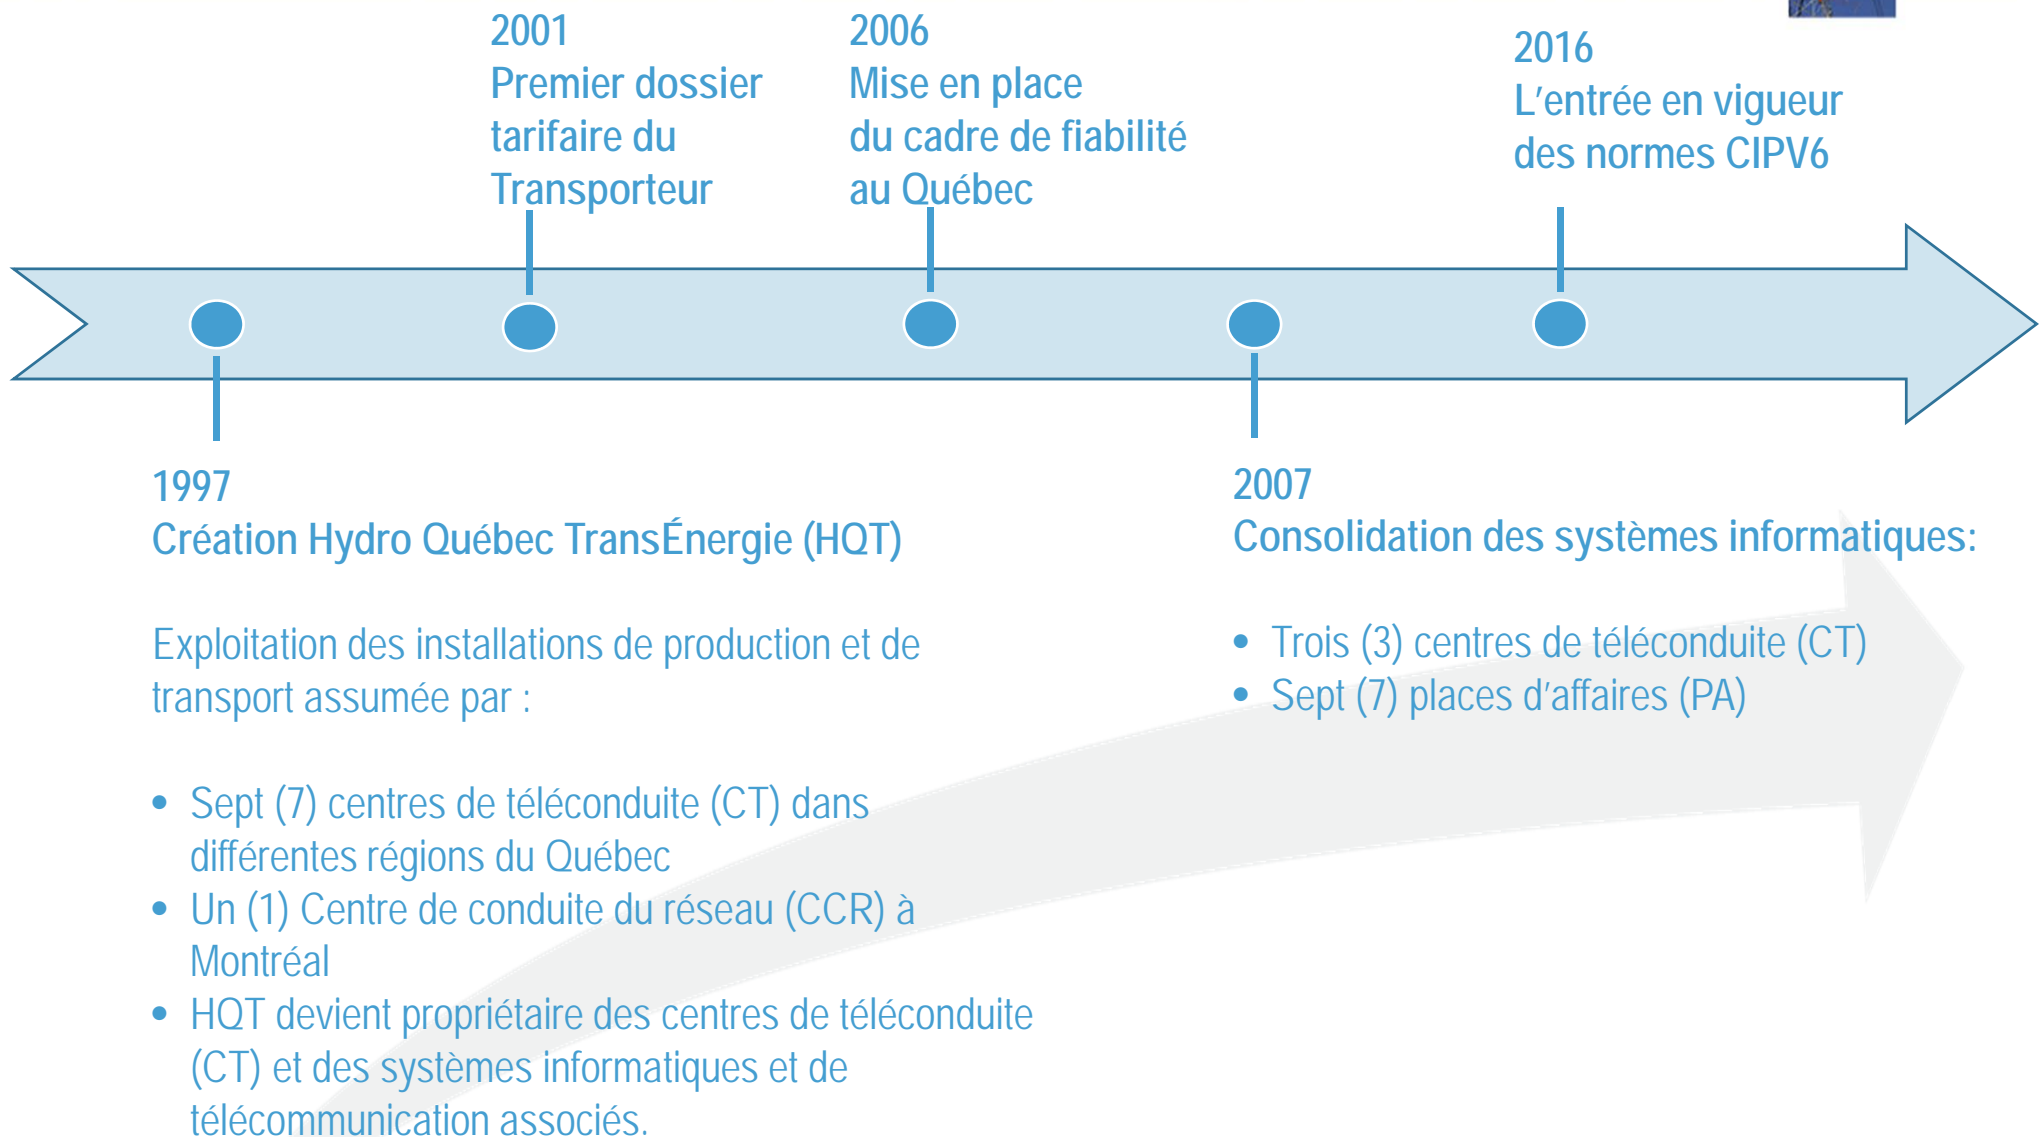 2001
Premier dossier
tarifaire du
Transporteur
2006
Mise en place
du cadre de fiabilité
au Québec
2016
L'entrée en vigueur
des normes CIPV6
1997
Création Hydro Québec TransÉnergie (HQT)
Exploitation des installations de production et de
transport assumée par :
• Sept (7) centres de téléconduite (CT) dans
différentes régions du Québec
• Un (1) Centre de conduite du réseau (CCR) à
Montréal
• HQT devient propriétaire des centres de téléconduite
(CT) et des systèmes informatiques et de
télécommunication associés.
2007
Consolidation des systèmes informatiques:
• Trois (3) centres de téléconduite (CT)
• Sept (7) places d'affaires (PA)